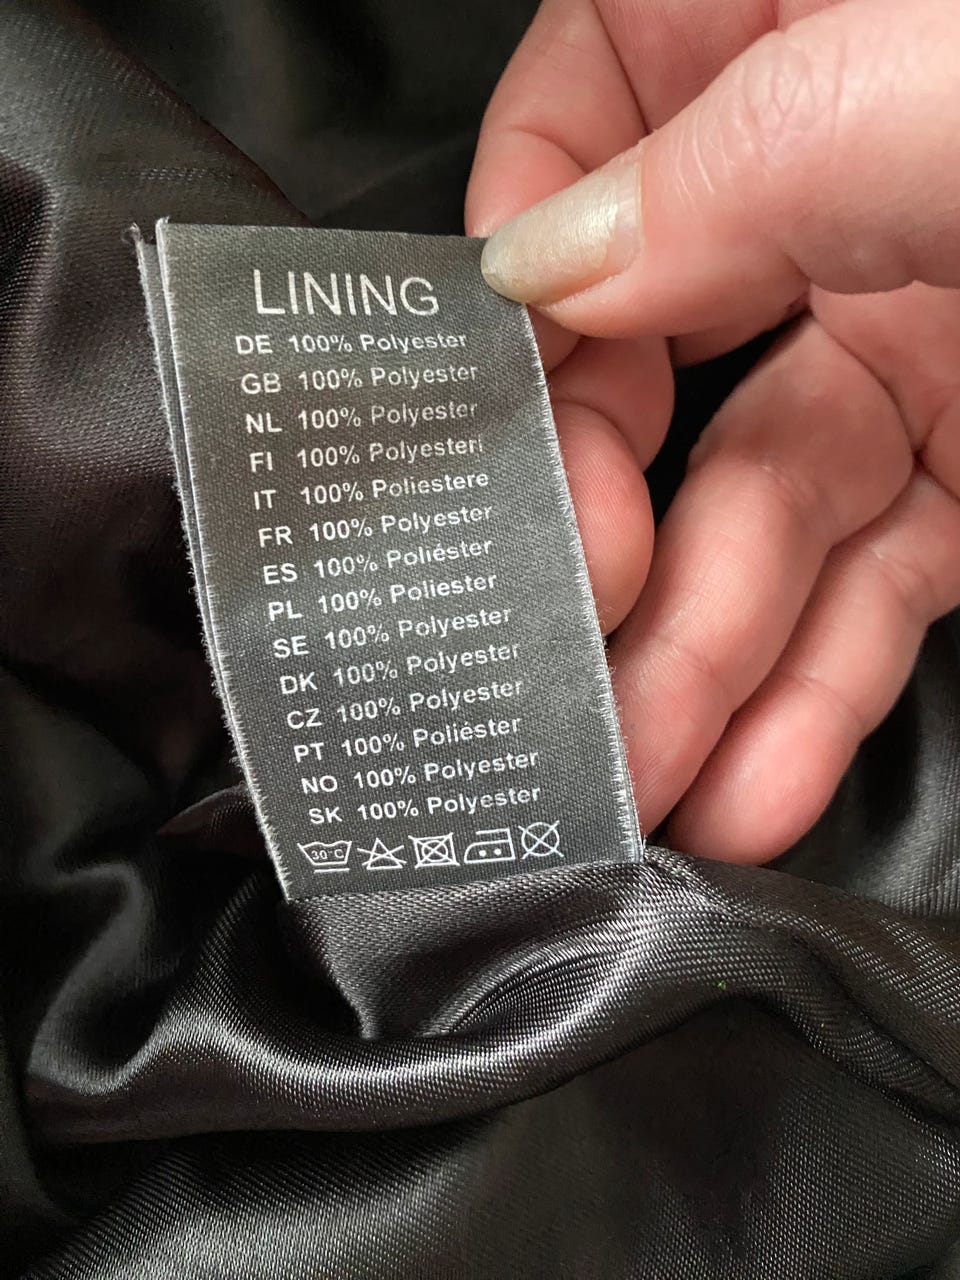 LINING
DE 100% Polyester
GB 100% Polyester
NL 100% Polyester
FI 100% Polyesteri
IT 100% Poliestere
FR 100% Polyester
ES 100% Poliéster
PL 100% Poliester
SE 100% Polyester
DK 100% Polyester
CZ 100% Polyester
PT 100% Poliéster
NO 100% Polyester
SK 100% Polyester
30°C